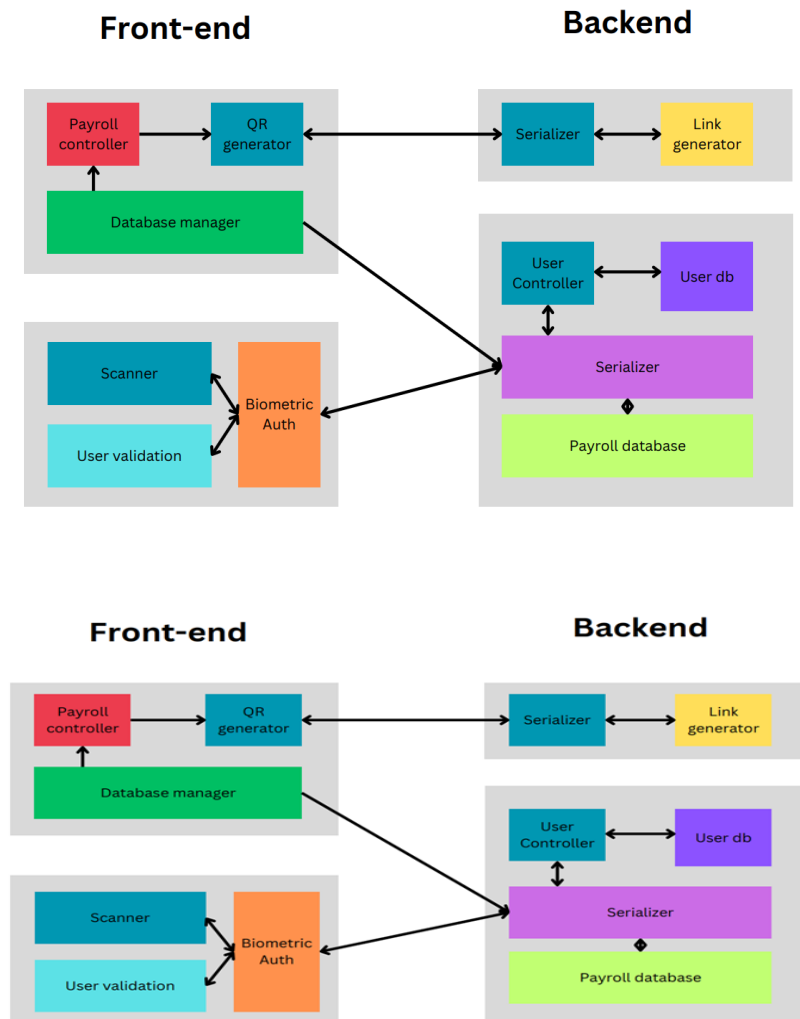 Front-end
Backend
Payroll
controller
QR
generator
Serializer
Link
generator
Database manager
User
Controller
User db
Scanner
Serializer
Biometric
Auth
User validation
Payroll database
Front-end
Backend
Payroll
controller
QR
generator
Serializer
Link
generator
Database manager
User
Controller
User db
Scanner
Serializer
Biometric
Auth
User validation
Payroll database